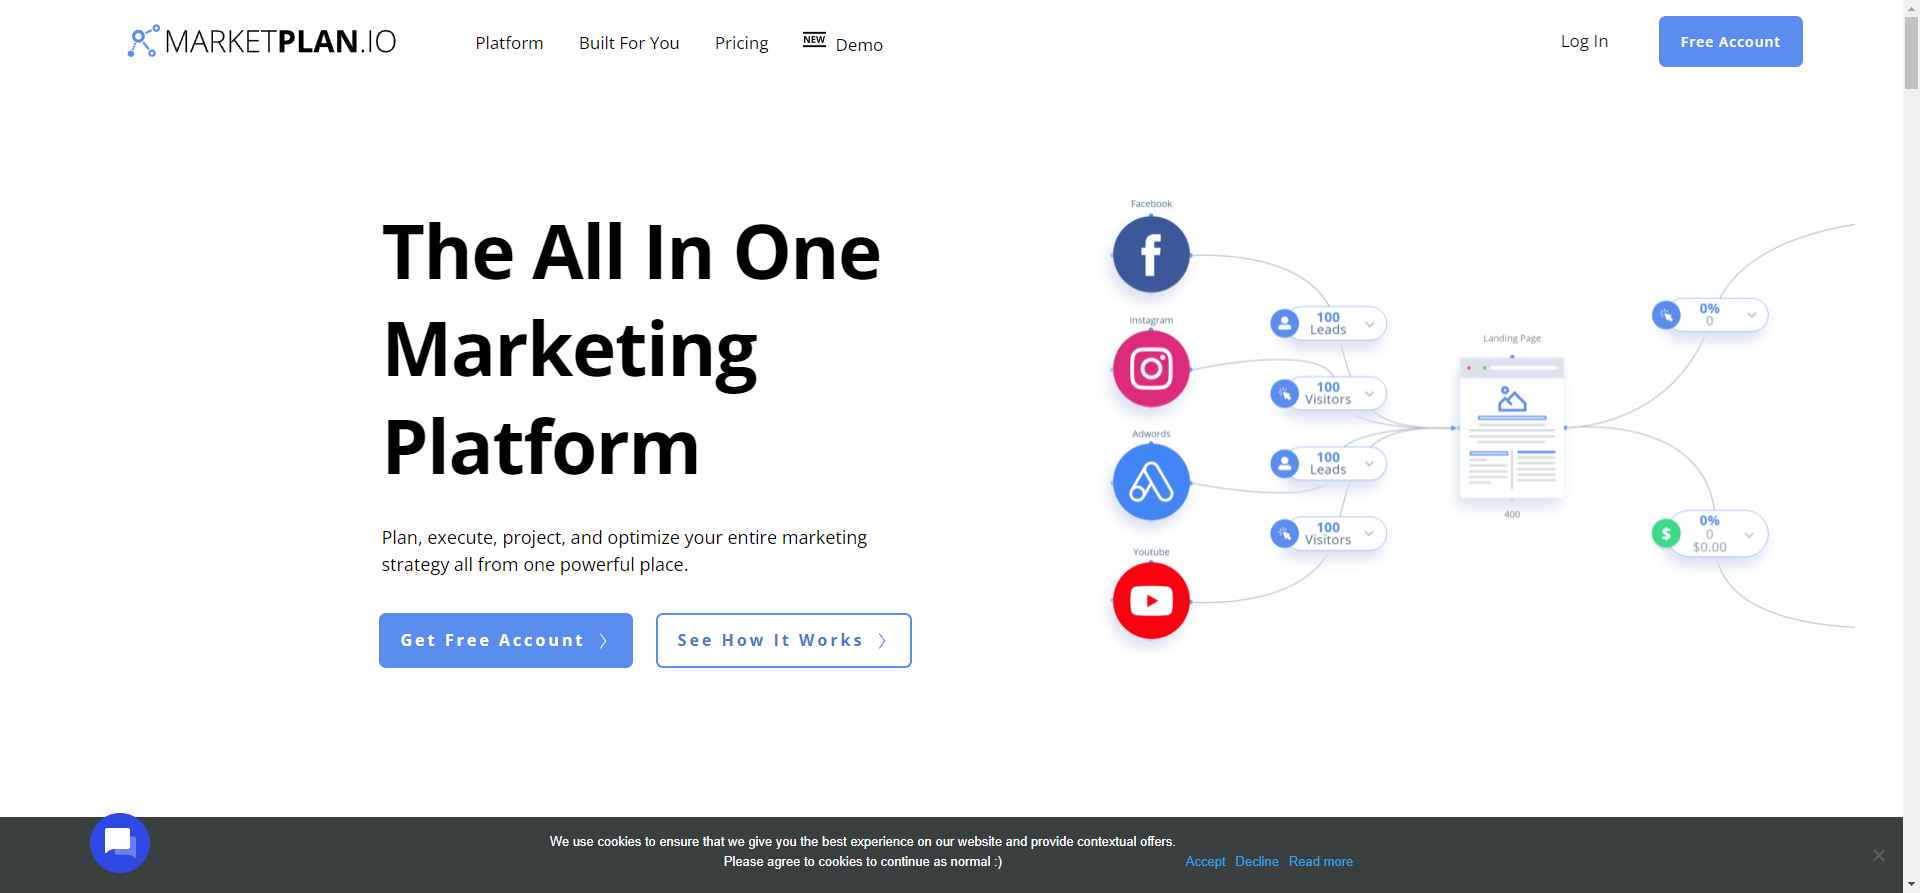 MARKETPLAN.IO
Platform
Built For You
Pricing
NEW
Demo
Log In
Free Account
The All In One
Marketing
Platform
Plan, execute, project, and optimize your entire marketing
strategy all from one powerful place.
Get Free Account
See How It Works
Facebook
Instagram
Adwords
Youtube
100
Leads
100
Visitors
100
Leads
100
Visitors
Landing Page
400
0%
0
0%
0
$0.00
We use cookies to ensure that we give you the best experience on our website and provide contextual offers.
Please agree to cookies to continue as normal :)
Accept
Decline
Read more